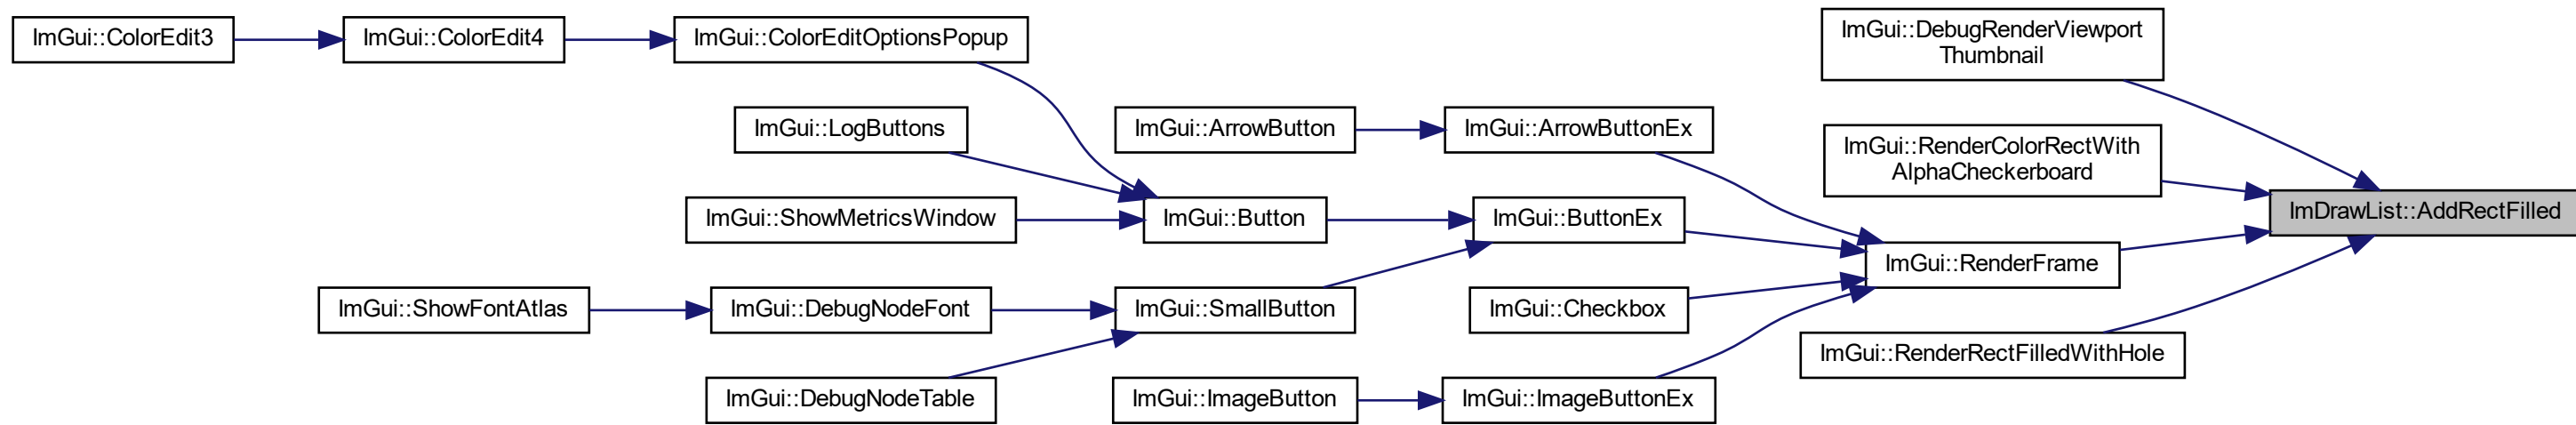 ImGui::ColorEdit3
ImGui::ColorEdit4
ImGui::ColorEditOptionsPopup
ImGui::DebugRenderViewport
Thumbnail
ImGui::LogButtons
ImGui::ArrowButton
ImGui::ArrowButtonEx
ImGui::RenderColorRectWith
AlphaCheckerboard
ImGui::ShowMetricsWindow
ImGui::Button
ImGui::ButtonEx
ImDrawList::AddRectFilled
ImGui::RenderFrame
ImGui::ShowFontAtlas
ImGui::DebugNodeFont
ImGui::SmallButton
ImGui::Checkbox
ImGui::RenderRectFilledWithHole
ImGui::DebugNodeTable
ImGui::ImageButton
ImGui::ImageButtonEx